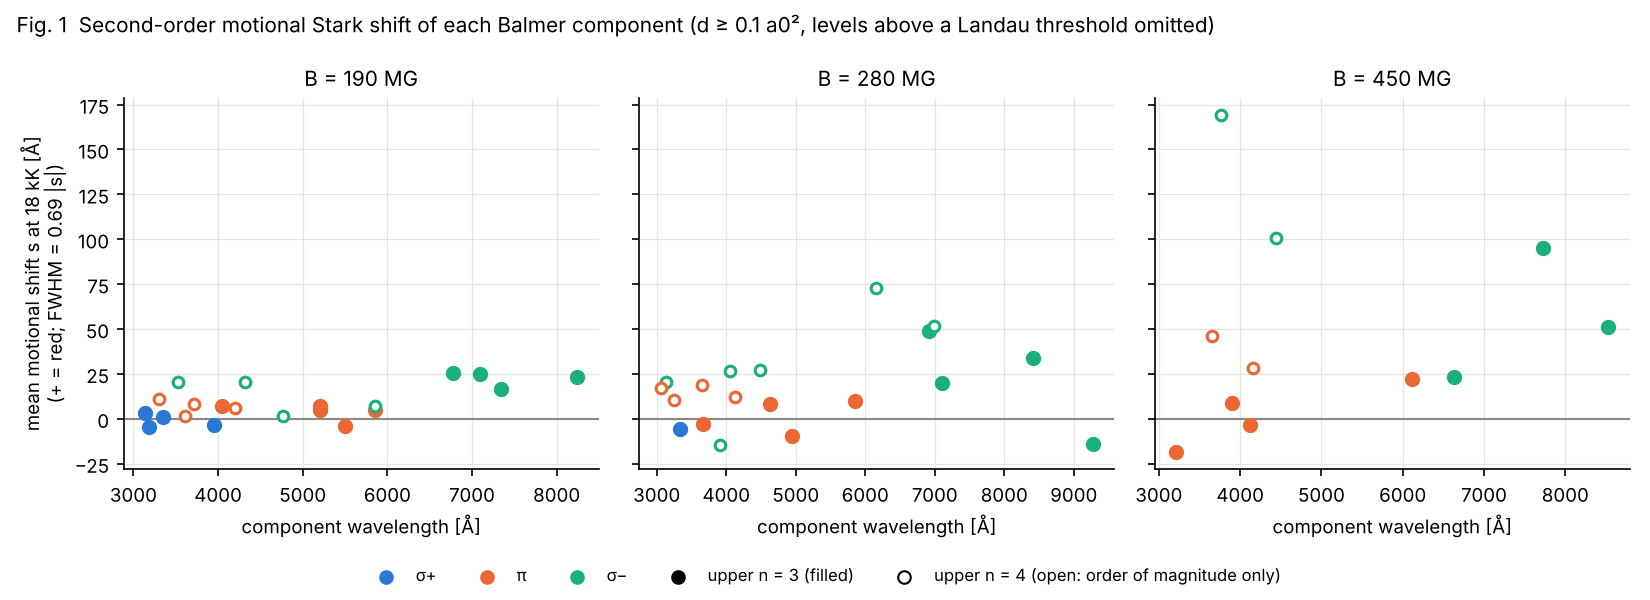 Fig. 1 Second-order motional Stark shift of each Balmer component (d ≥ 0.1 a0², levels above a Landau threshold omitted)
B = 190 MG
B = 280 MG
B = 450 MG
mean motional shift s at 18 kK [Å]
(+ = red; FWHM = 0.69 |s|)
175
150
125
100
75
50
25
0
−25
3000 4000 5000 6000 7000 8000
3000 4000 5000 6000 7000 8000 9000
3000 4000 5000 6000 7000 8000
component wavelength [Å]
component wavelength [Å]
component wavelength [Å]
σ+
π
σ−
upper n = 3 (filled)
upper n = 4 (open: order of magnitude only)